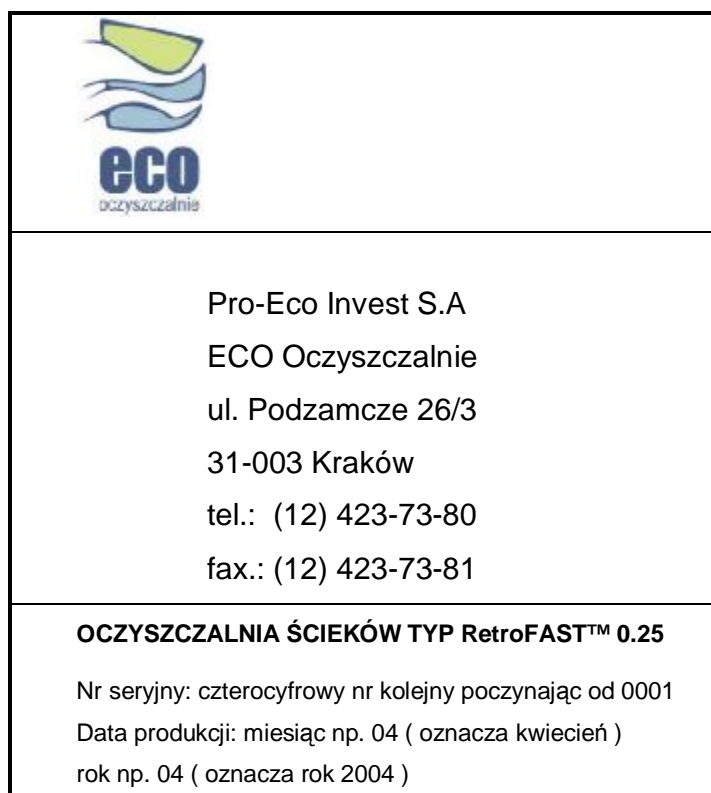 eco
oczyszczalnie
Pro-Eco Invest S.A
ECO Oczyszczalnie
ul. Podzamcze 26/3
31-003 Kraków
tel.: (12) 423-73-80
fax.: (12) 423-73-81
OCZYSZCZALNIA ŚCIEKÓW TYP RetroFAST™ 0.25
Nr seryjny: czterocyfrowy nr kolejny poczynając od 0001
Data produkcji: miesiąc np. 04 ( oznacza kwiecień )
rok np. 04 ( oznacza rok 2004 )